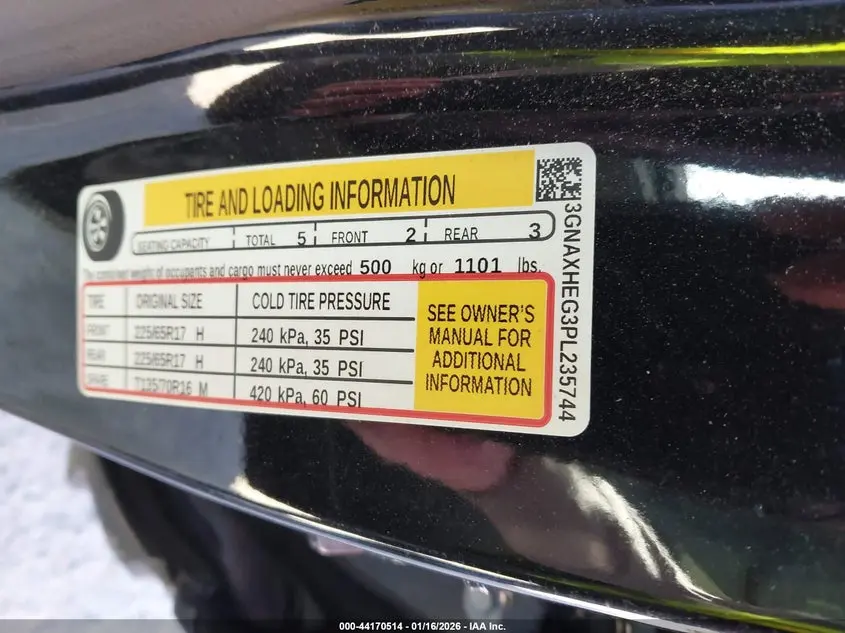 TIRE AND LOADING INFORMATION
SEATING CAPACITY TOTAL 5 FRONT 2 REAR 3
The combined weight of occupants and cargo must never exceed 500 kg or 1101 lbs.
TIRE ORIGINAL SIZE COLD TIRE PRESSURE
FRONT 225/65R17 H 240 kPa, 35 PSI
REAR 225/65R17 H 240 kPa, 35 PSI
SPARE T135/70R16 M 420 kPa, 60 PSI
SEE OWNER'S
MANUAL FOR
ADDITIONAL
INFORMATION
3GNAXHEG3PL235744
000-44170514 - 01/16/2026 - IAA Inc.